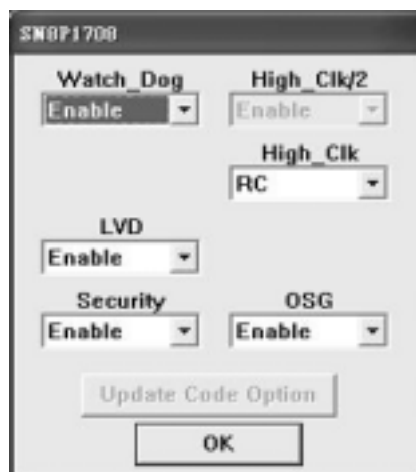 SN8P1708
Watch_Dog High_Clk/2
Enable Enable
High_Clk
RC
LVD
Enable
Security OSG
Enable Enable
Update Code Option
OK